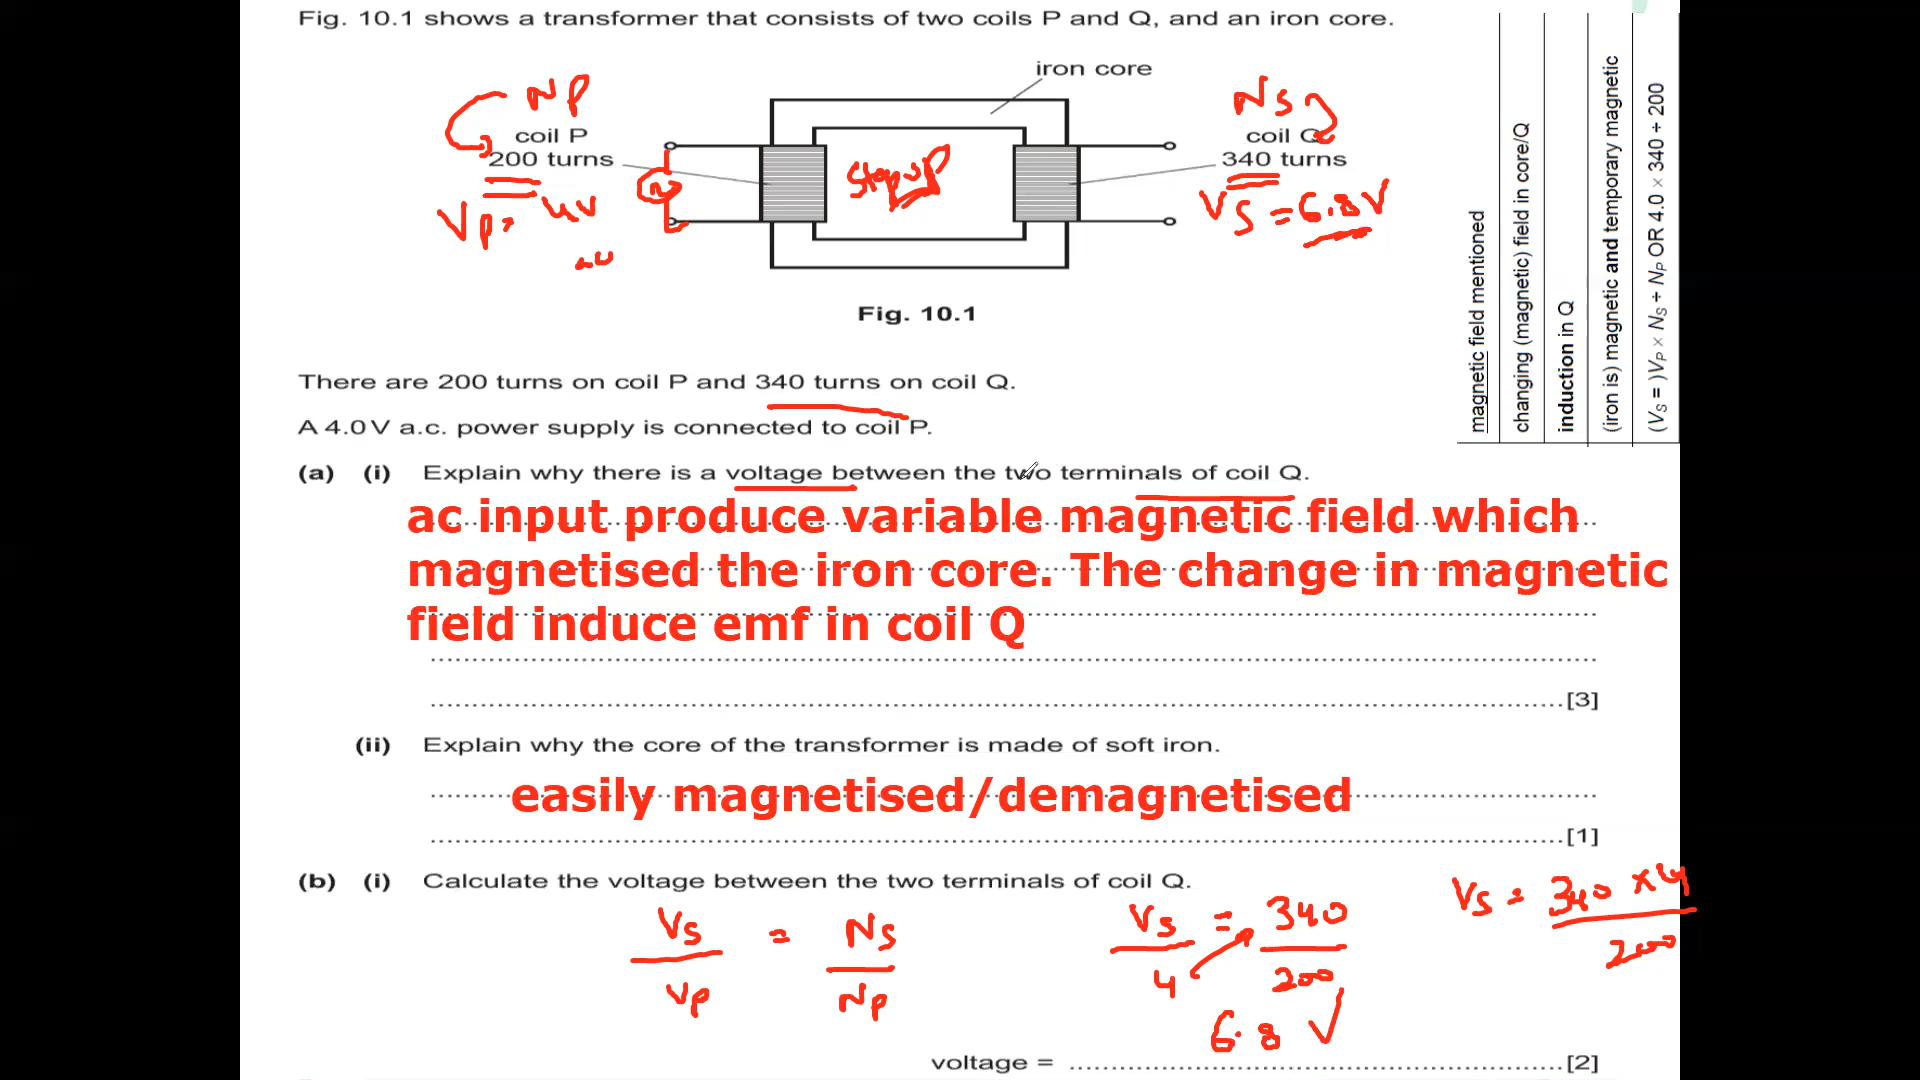 Fig. 10.1 shows a transformer that consists of two coils P and Q, and an iron core.
iron core
NP
NS
coil P
200 turns
coil Q
340 turns
Step up
VP = 4V
ac
VS = 6.8V
Fig. 10.1
There are 200 turns on coil P and 340 turns on coil Q.
A 4.0 V a.c. power supply is connected to coil P.
(a) (i) Explain why there is a voltage between the two terminals of coil Q.
ac input produce variable magnetic field which
magnetised the iron core. The change in magnetic
field induce emf in coil Q
[3]
(ii) Explain why the core of the transformer is made of soft iron.
easily magnetised/demagnetised
[1]
(b) (i) Calculate the voltage between the two terminals of coil Q.
VS/VP = NS/NP
VS/4 = 340/200
VS = 340 × 4/200
6.8 V
voltage = [2]
magnetic field mentioned
changing (magnetic) field in core/Q
induction in Q
(iron is) magnetic and temporary magnetic
(VS = )VP × NS ÷ NP OR 4.0 × 340 ÷ 200